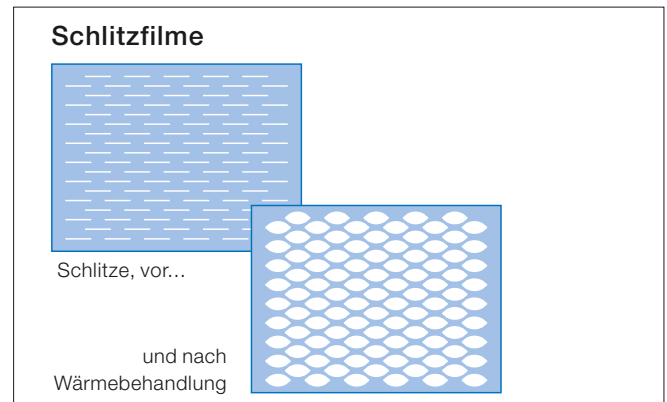 Schlitzfilme
Schlitze, vor...
und nach
Wärmebehandlung